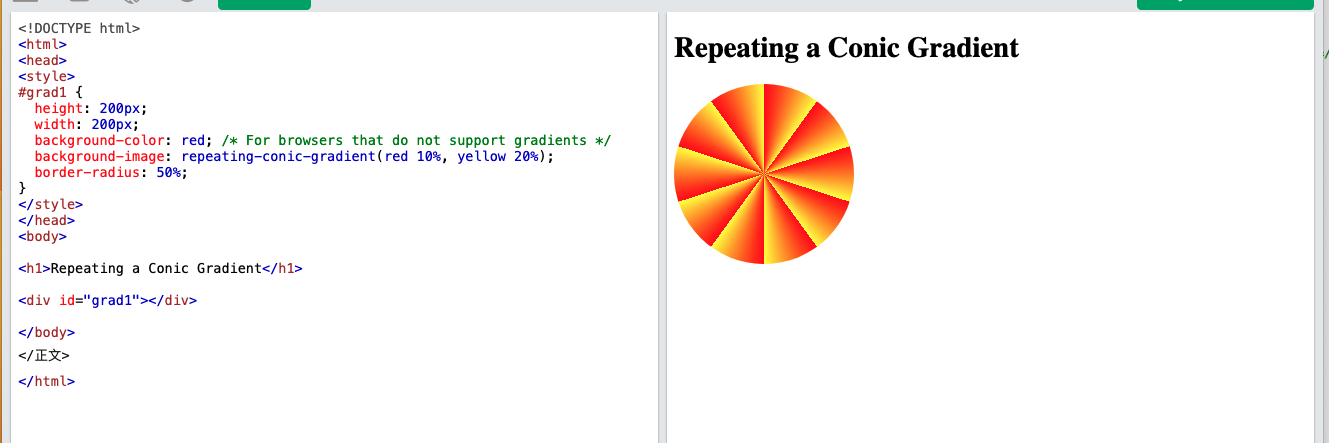 <!DOCTYPE html>
<html>
<head>
<style>
#grad1 {
  height: 200px;
  width: 200px;
  background-color: red; /* For browsers that do not support gradients */
  background-image: repeating-conic-gradient(red 10%, yellow 20%);
  border-radius: 50%;
}
</style>
</head>
<body>
<h1>Repeating a Conic Gradient</h1>
<div id="grad1"></div>
</body>
</正文>
</html>
Repeating a Conic Gradient